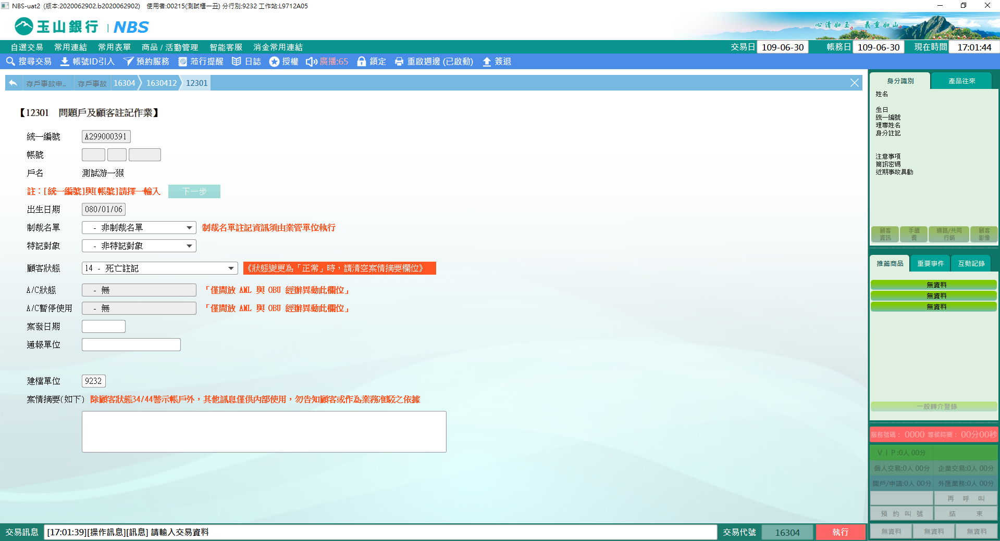 NBS-uat2 (版本:2020062902.b2020062902) 使用者:00215(測試櫃一丑) 分行別:9232 工作站:L9712A05
玉山銀行 | NBS
心清如玉。義重如山。
自選交易 常用連結 常用表單 商品 / 活動管理 智能客服 消金常用連結 交易日 109-06-30 帳務日 109-06-30 現在時間 17:01:44
搜尋交易 帳號ID引入 預約服務 蒞行提醒 日誌 授權 廣播:65 鎖定 重啟週邊 (已啟動) 簽退
存戶事故申.. 存戶事故 16304 1630412 12301
【12301 問題戶及顧客註記作業】
統一編號 A299000391
帳號
戶名 測試游一猴
註：[統一編號]與[帳號]請擇一輸入 下一步
出生日期 080/01/06
制裁名單 - 非制裁名單 制裁名單註記資訊須由業管單位執行
特記對象 - 非特記對象
顧客狀態 14 - 死亡註記 《狀態變更為「正常」時，請清空案情摘要欄位》
A/C狀態 - 無 「僅開放 AML 與 OBU 經辦異動此欄位」
A/C暫停使用 - 無 「僅開放 AML 與 OBU 經辦異動此欄位」
案發日期
通報單位
建檔單位 9232
案情摘要(如下) 除顧客狀態34/44警示帳戶外，其他訊息僅供內部使用，勿告知顧客或作為業務准駁之依據
交易訊息 [17:01:39][操作訊息][訊息] 請輸入交易資料 交易代號 16304 執行
身分識別 產品往來
姓名
生日
統一編號
理專姓名
身分註記
注意事項
簡訊密碼
近期事故異動
顧客資訊 手續費 通路/共同行銷 顧客影像
推薦商品 重要事件 互動記錄
無資料
無資料
無資料
一般轉介登錄
服務號碼： 0000 等候時間： 00分00秒
ＶＩＰ:0人 00分
個人交易:0人 00分 企業交易:0人 00分
開戶/申請:0人 00分 外匯業務:0人 00分
再 呼 叫
預 約 叫 號 結 束
無資料 無資料 無資料